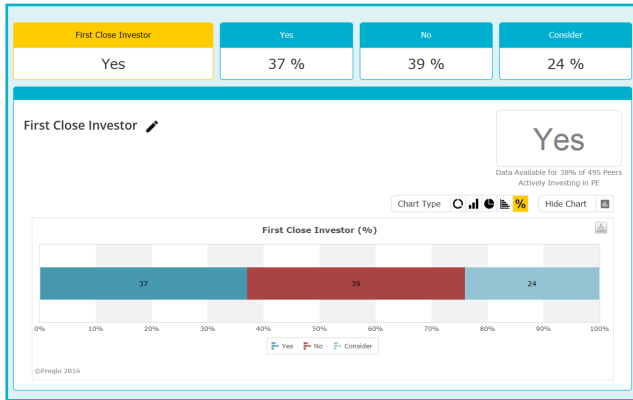 First Close Investor
Yes
No
Consider
Yes
37 %
39 %
24 %
First Close Investor
Yes
Data Available for 38% of 495 Peers
Actively Investing in PE
Chart Type
%
Hide Chart
First Close Investor (%)
37
39
24
0%
10%
20%
30%
40%
50%
60%
70%
80%
90%
100%
Yes
No
Consider
©Preqin 2016